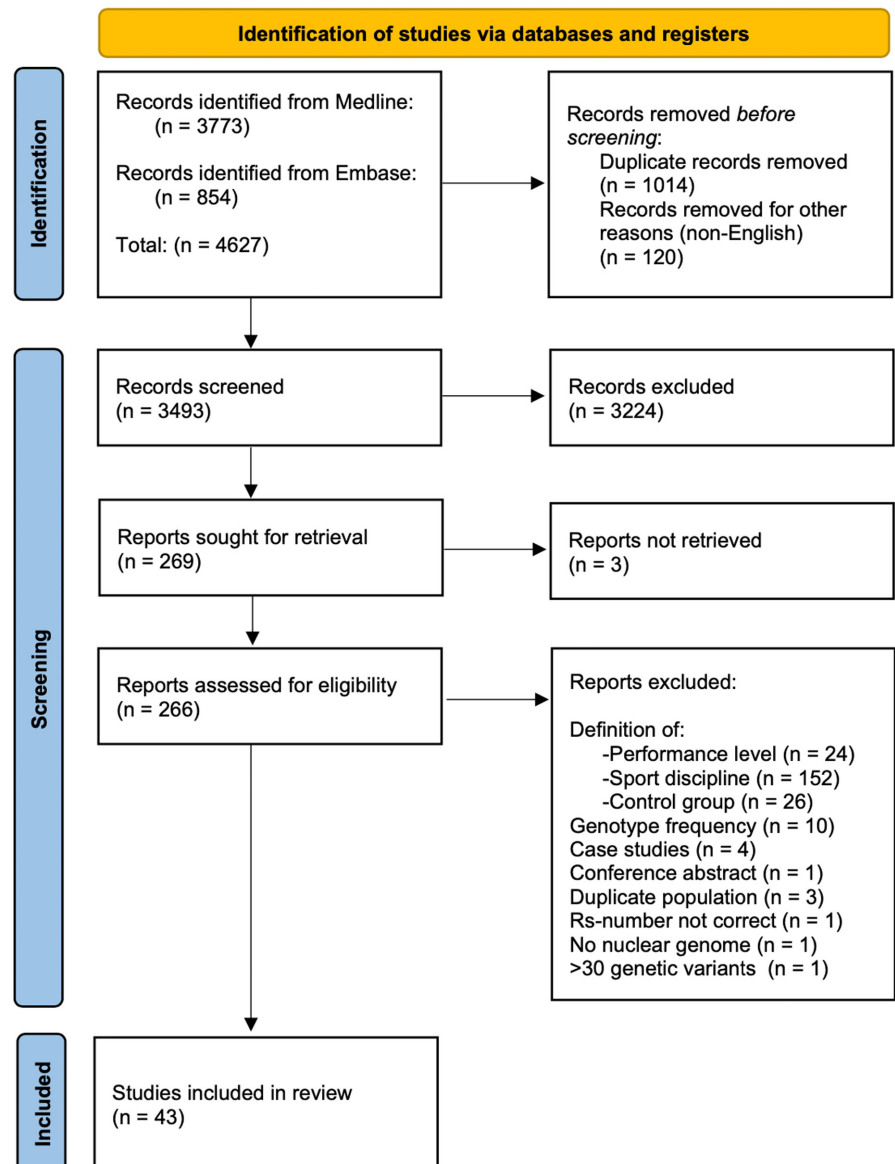 Identification of studies via databases and registers
Identification
Records identified from Medline:
(n = 3773)
Records identified from Embase:
(n = 854)
Total: (n = 4627)
Records removed before
screening:
Duplicate records removed
(n = 1014)
Records removed for other
reasons (non-English)
(n = 120)
Screening
Records screened
(n = 3493)
Records excluded
(n = 3224)
Reports sought for retrieval
(n = 269)
Reports not retrieved
(n = 3)
Reports assessed for eligibility
(n = 266)
Reports excluded:
Definition of:
-Performance level (n = 24)
-Sport discipline (n = 152)
-Control group (n = 26)
Genotype frequency (n = 10)
Case studies (n = 4)
Conference abstract (n = 1)
Duplicate population (n = 3)
Rs-number not correct (n = 1)
No nuclear genome (n = 1)
>30 genetic variants (n = 1)
Included
Studies included in review
(n = 43)